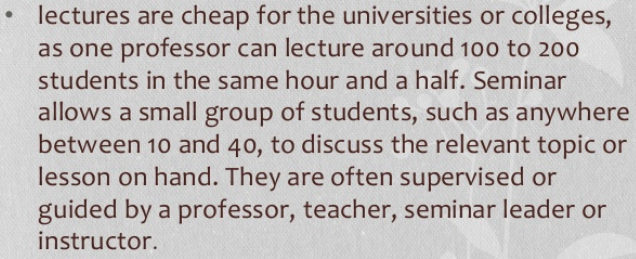 • lectures are cheap for the universities or colleges,
as one professor can lecture around 100 to 200
students in the same hour and a half. Seminar
allows a small group of students, such as anywhere
between 10 and 40, to discuss the relevant topic or
lesson on hand. They are often supervised or
guided by a professor, teacher, seminar leader or
instructor.